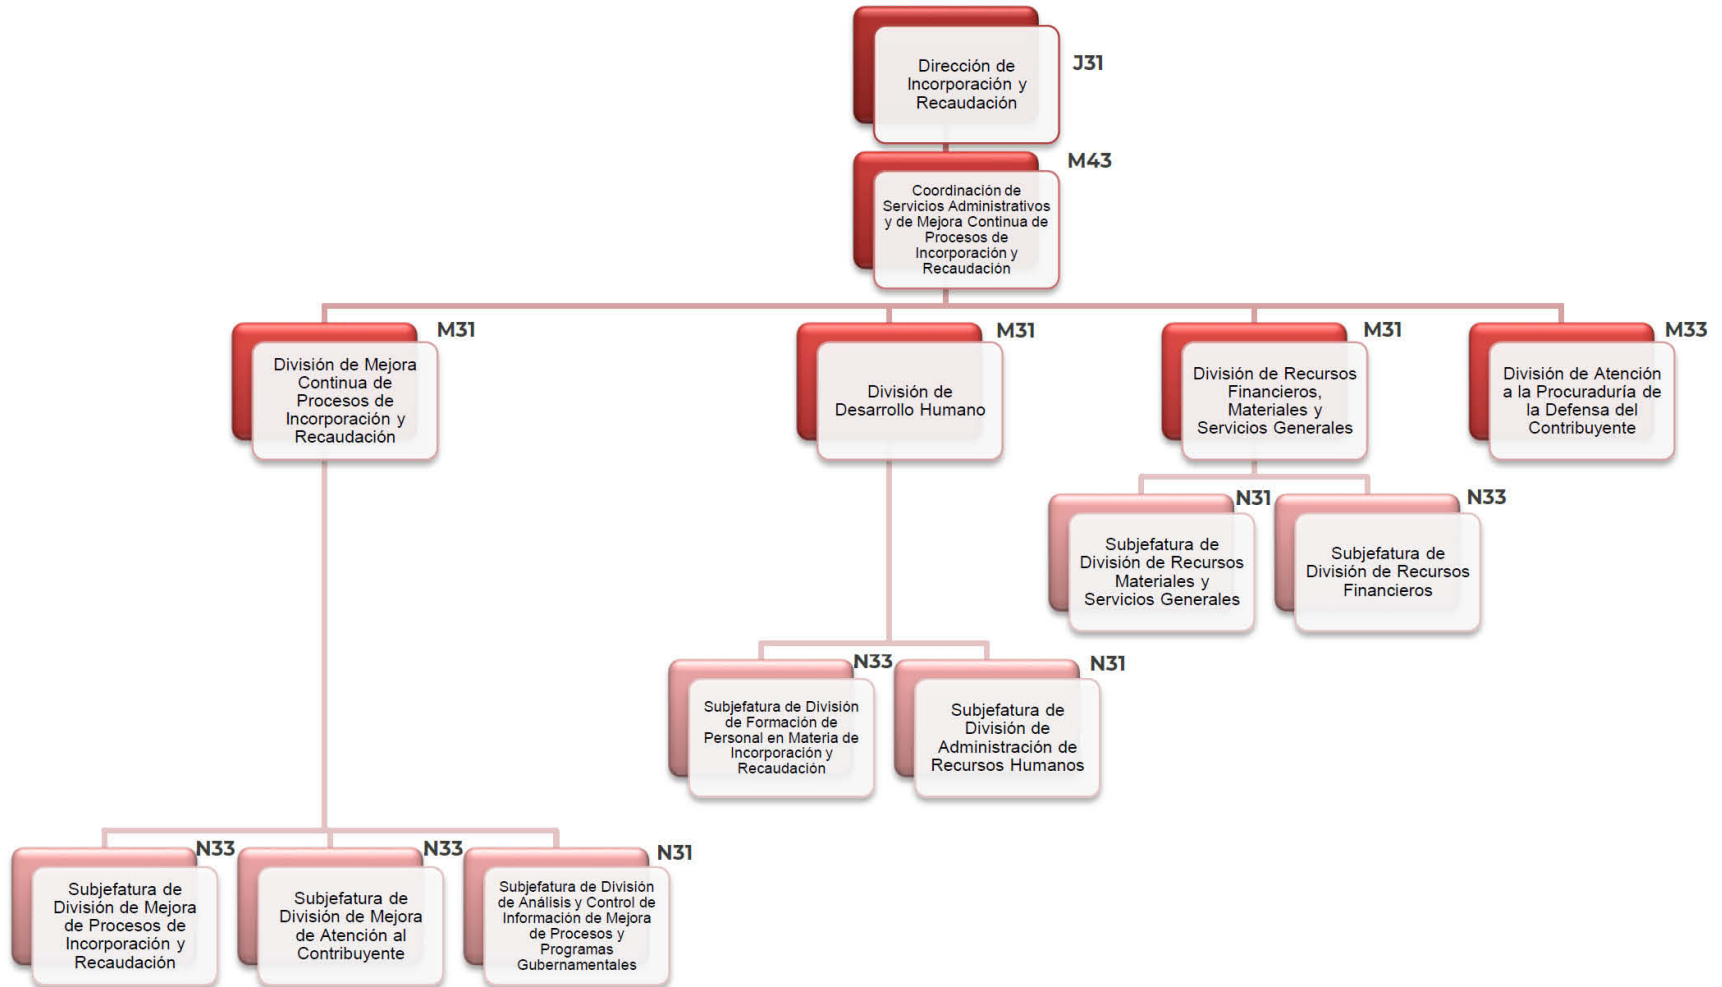 Dirección de
Incorporación y
Recaudación
J31
M43
Coordinación de
Servicios Administrativos
y de Mejora Continua de
Procesos de
Incorporación y
Recaudación
M31
División de Mejora
Continua de
Procesos de
Incorporación y
Recaudación
M31
División de
Desarrollo Humano
M31
División de Recursos
Financieros,
Materiales y
Servicios Generales
M33
División de Atención
a la Procuraduría de
la Defensa del
Contribuyente
N31
Subjefatura de
División de Recursos
Materiales y
Servicios Generales
N33
Subjefatura de
División de Recursos
Financieros
N33
Subjefatura de División
de Formación de
Personal en Materia de
Incorporación y
Recaudación
N31
Subjefatura de
División de
Administración de
Recursos Humanos
N33
Subjefatura de
División de Mejora
de Procesos de
Incorporación y
Recaudación
N33
Subjefatura de
División de Mejora
de Atención al
Contribuyente
N31
Subjefatura de División
de Análisis y Control de
Información de Mejora
de Procesos y
Programas
Gubernamentales